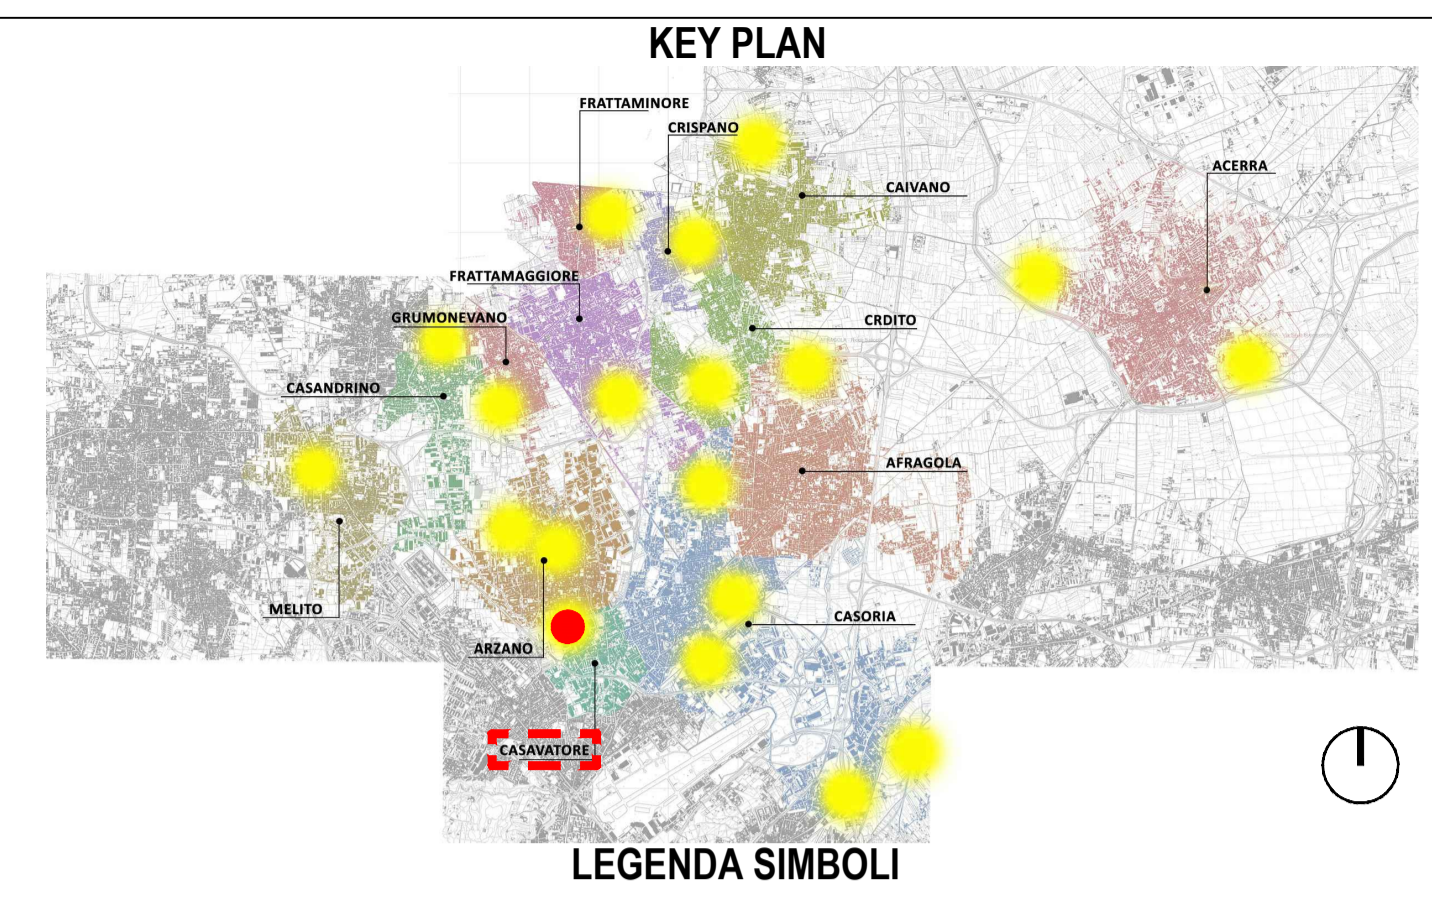 KEY PLAN
FRATTAMINORE
CRISPANO
ACERRA
CAIVANO
FRATTAMAGGIORE
GRUMONEVANO
CRDITO
CASANDRINO
AFRAGOLA
MELITO
CASORIA
ARZANO
CASAVATORE
LEGENDA SIMBOLI